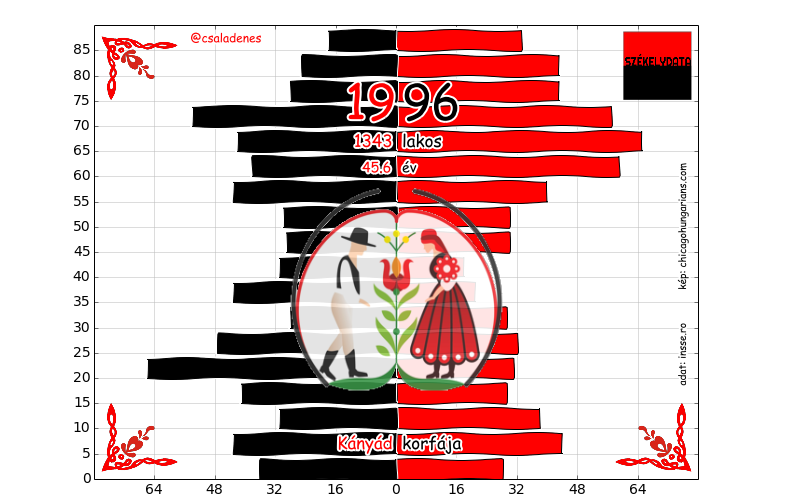 @csaladenes
SZÉKELYDATA
1996
1343 lakos
45.6 év
kép: chicagohungarians.com
adat: insse.ro
Kányád korfája
85
80
75
70
65
60
55
50
45
40
35
30
25
20
15
10
5
0
64 48 32 16 0 16 32 48 64